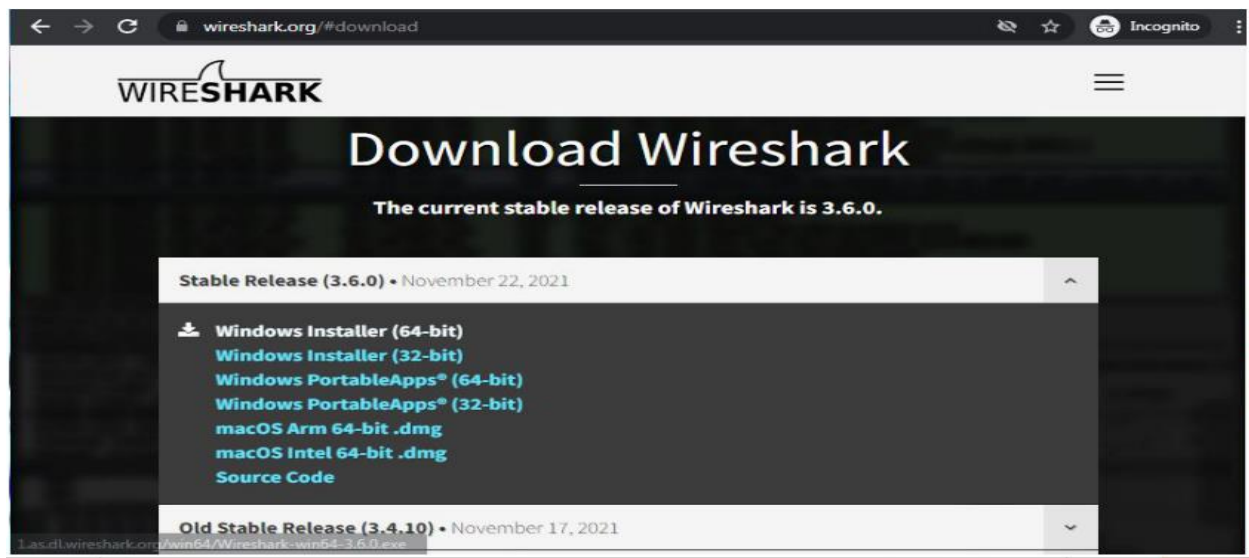 wireshark.org/#download
Incognito
WIRESHARK
Download Wireshark
The current stable release of Wireshark is 3.6.0.
Stable Release (3.6.0) • November 22, 2021
Windows Installer (64-bit)
Windows Installer (32-bit)
Windows PortableApps® (64-bit)
Windows PortableApps® (32-bit)
macOS Arm 64-bit .dmg
macOS Intel 64-bit .dmg
Source Code
Old Stable Release (3.4.10) • November 17, 2021
1.as.dl.wireshark.org/win64/Wireshark-win64-3.6.0.exe